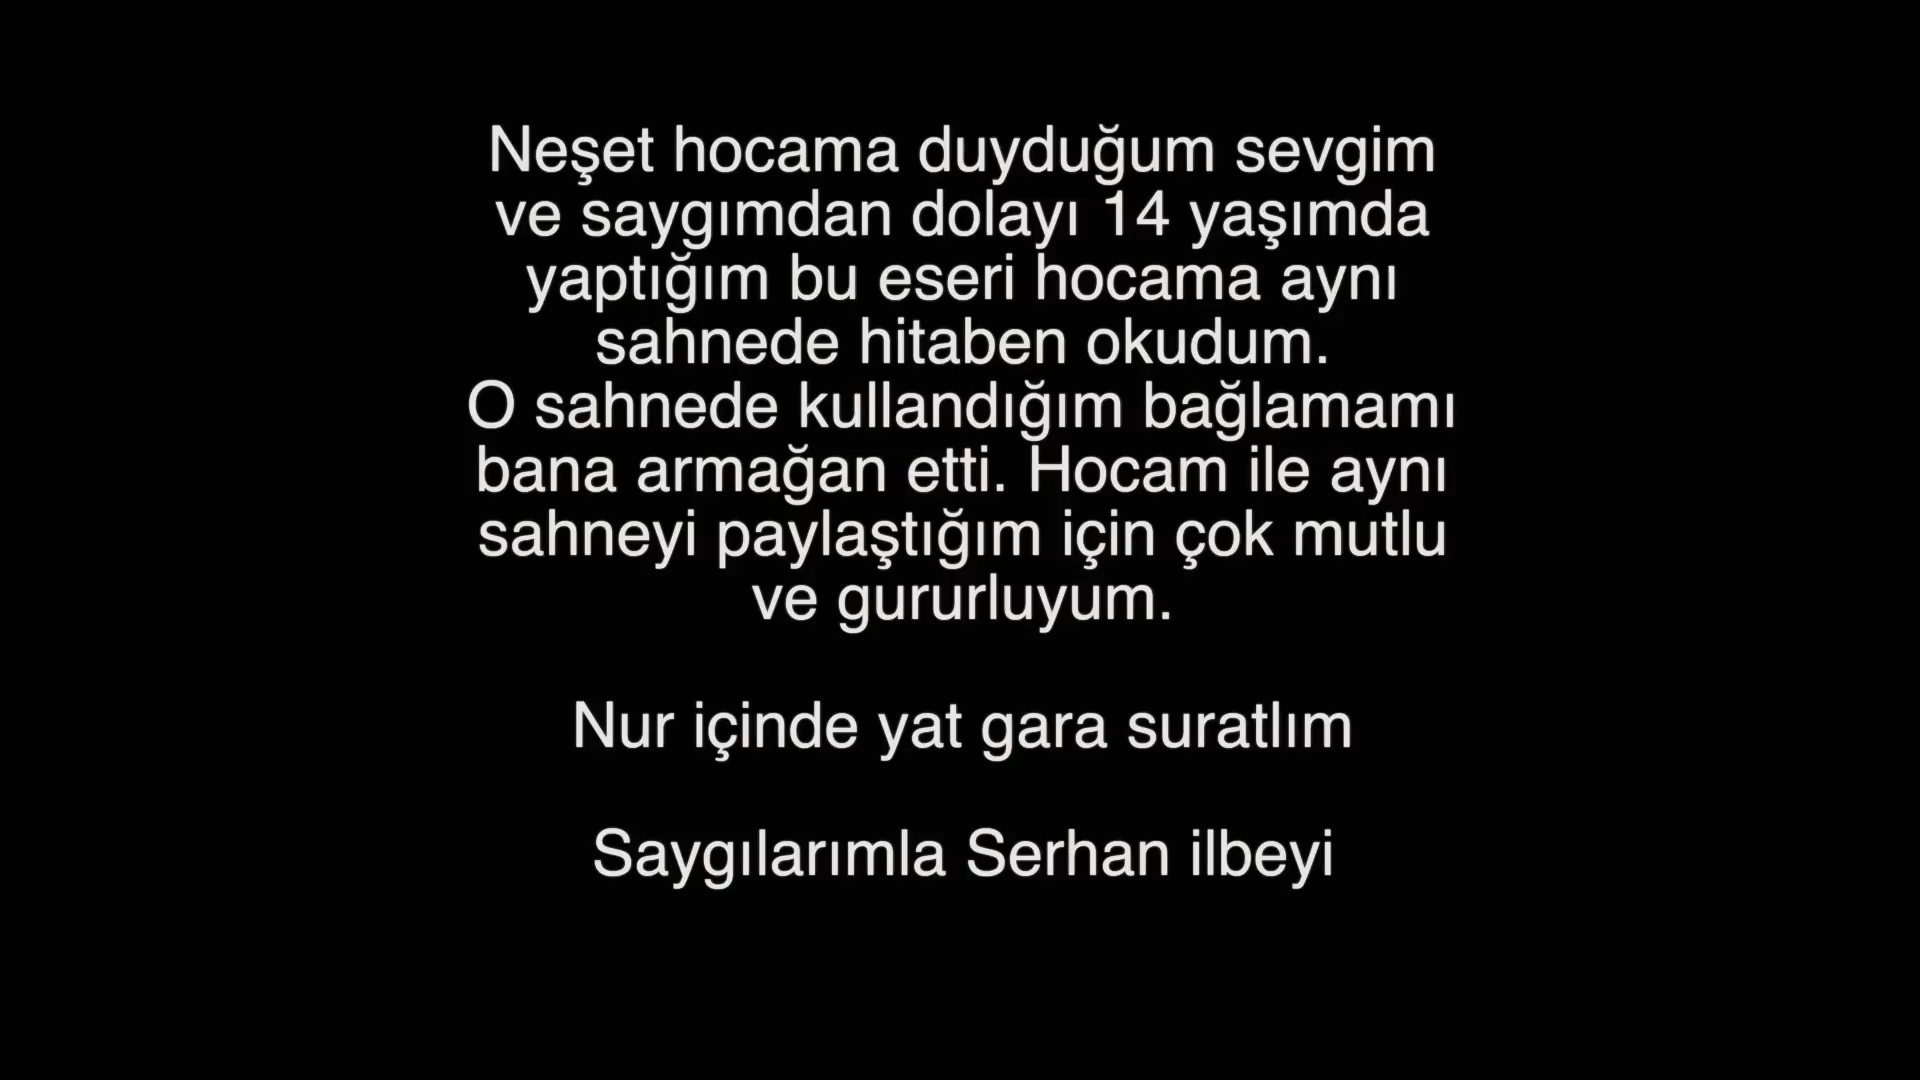 Neşet hocama duyduğum sevgim
ve saygımdan dolayı 14 yaşımda
yaptığım bu eseri hocama aynı
sahnede hitaben okudum.
O sahnede kullandığım bağlamamı
bana armağan etti. Hocam ile aynı
sahneyi paylaştığım için çok mutlu
ve gururluyum.
Nur içinde yat gara suratlım
Saygılarımla Serhan ilbeyi